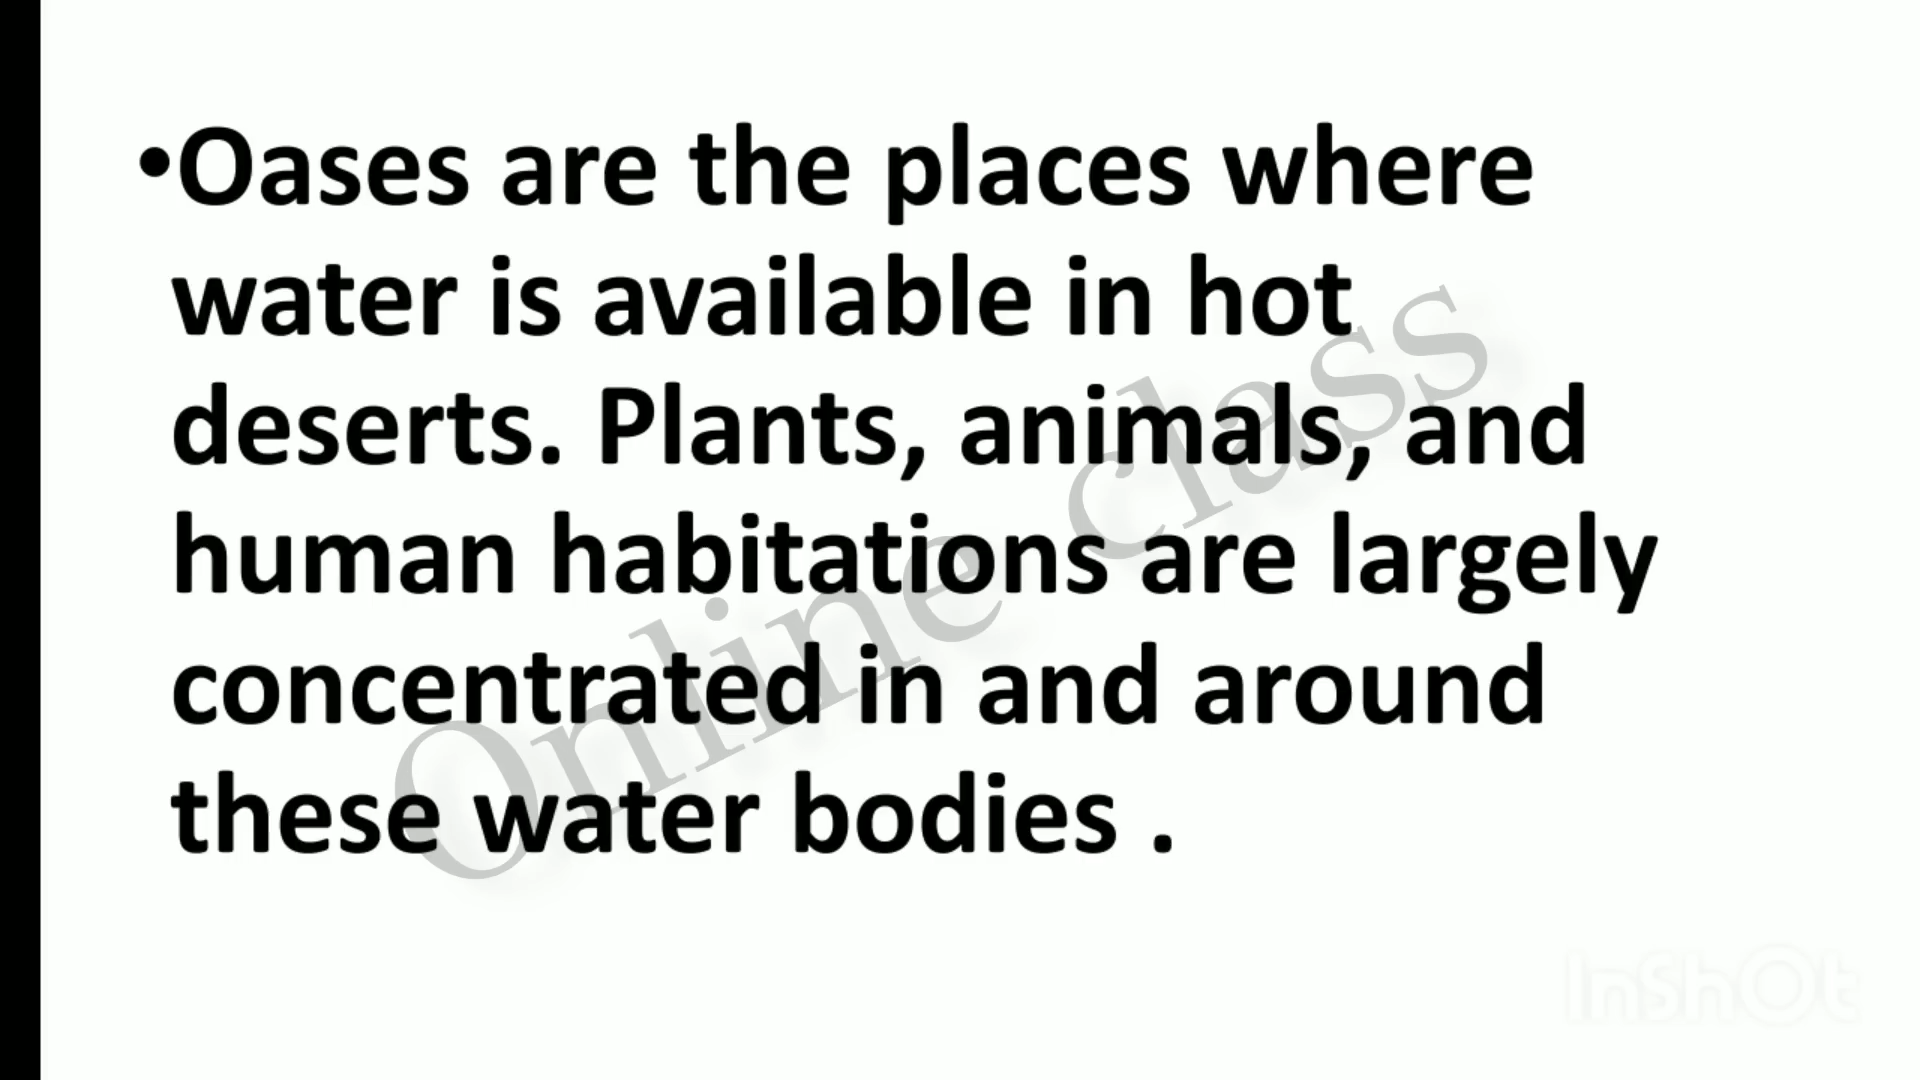 •Oases are the places where
water is available in hot
deserts. Plants, animals, and
human habitations are largely
concentrated in and around
these water bodies .
Online class
InShOt